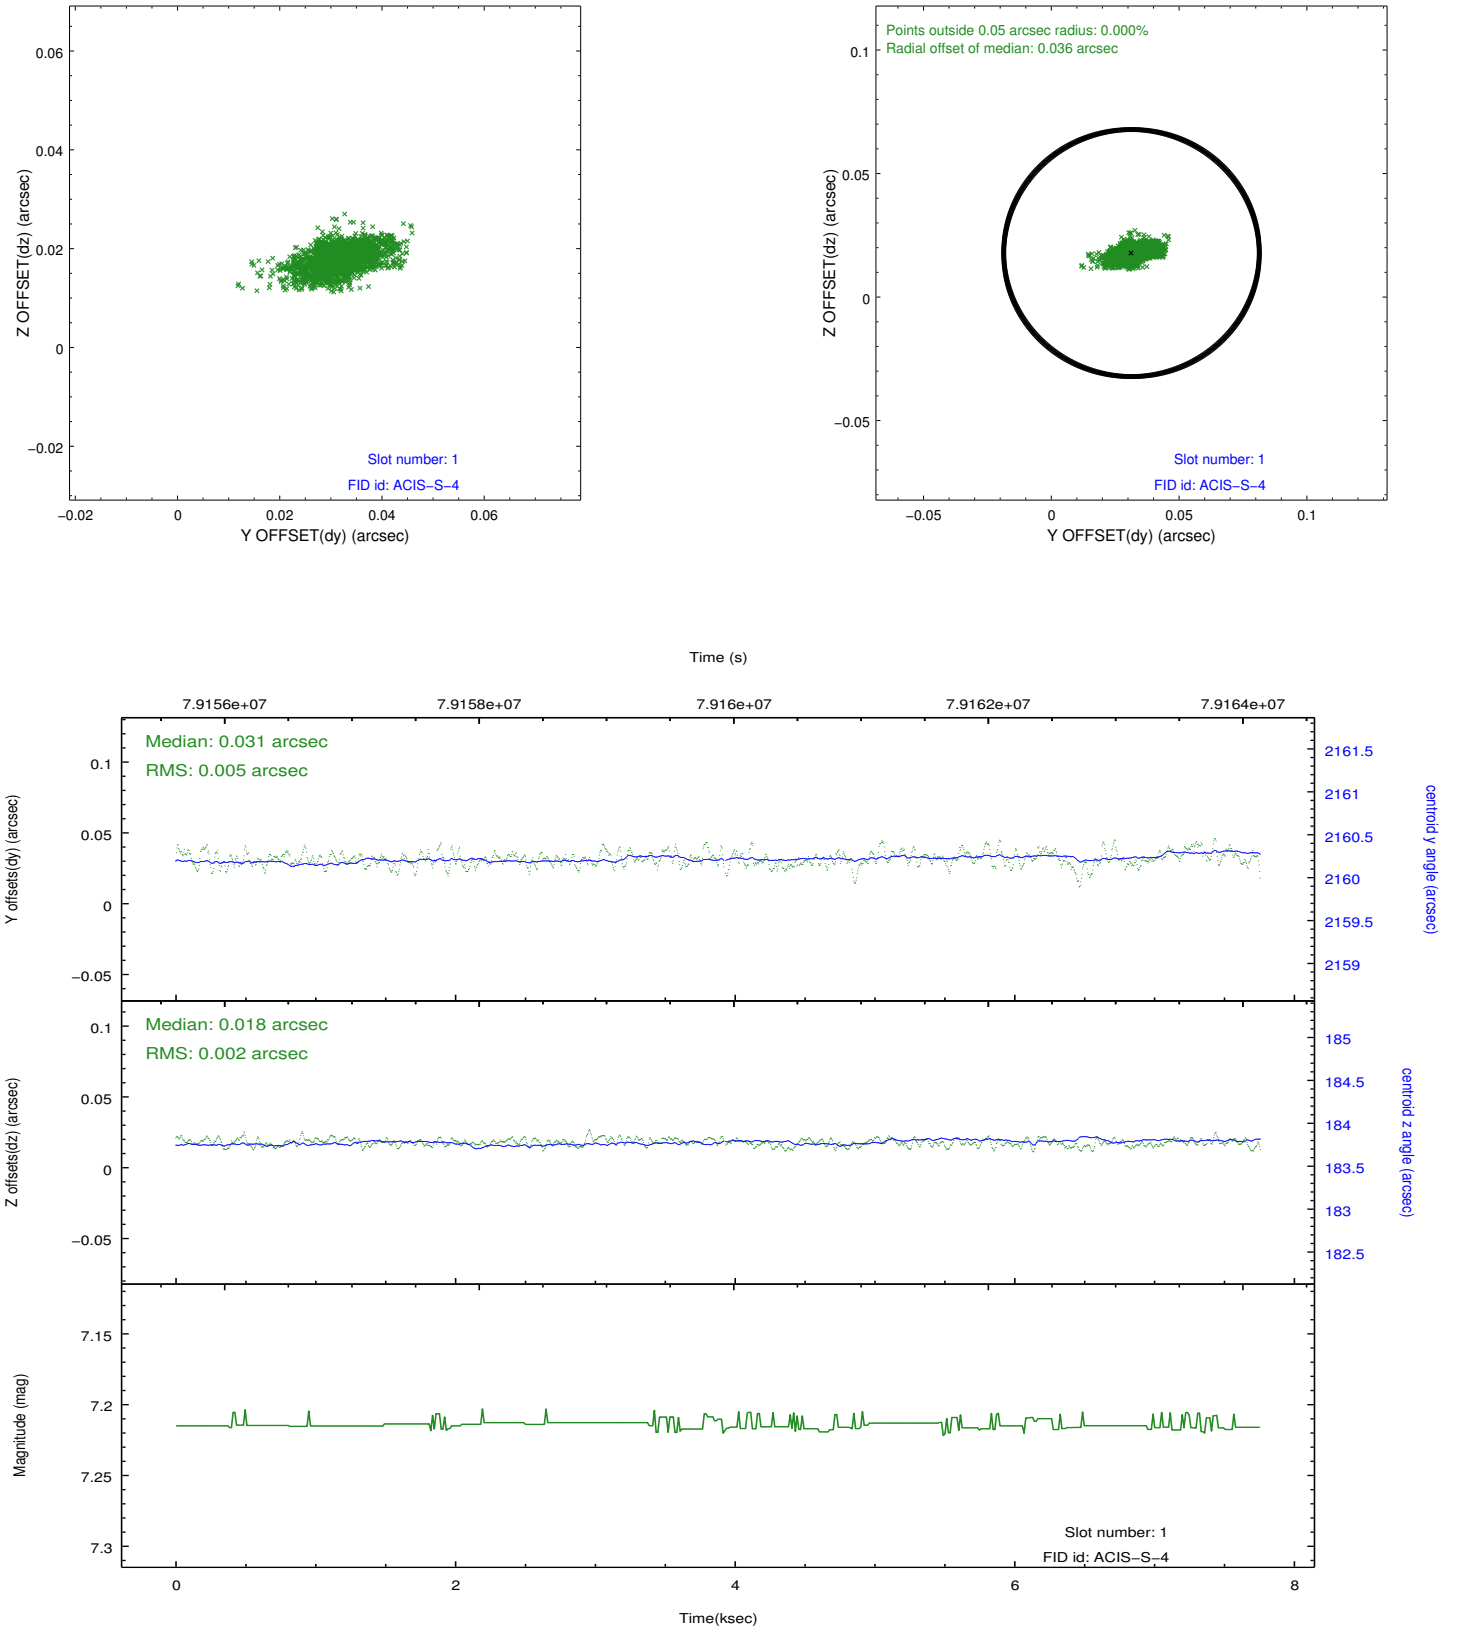 0.06
0.04
0.02
0
−0.02
Z OFFSET(dz) (arcsec)
Slot number: 1
FID id: ACIS−S−4
−0.02 0 0.02 0.04 0.06
Y OFFSET(dy) (arcsec)
Points outside 0.05 arcsec radius: 0.000%
Radial offset of median: 0.036 arcsec
0.1
0.05
0
−0.05
Z OFFSET(dz) (arcsec)
Slot number: 1
FID id: ACIS−S−4
−0.05 0 0.05 0.1
Y OFFSET(dy) (arcsec)
Time (s)
7.9156e+07 7.9158e+07 7.916e+07 7.9162e+07 7.9164e+07
Median: 0.031 arcsec
RMS: 0.005 arcsec
0.1
0.05
0
−0.05
Y offsets(dy) (arcsec)
2161.5
2161
2160.5
2160
2159.5
2159
centroid y angle (arcsec)
Median: 0.018 arcsec
RMS: 0.002 arcsec
0.1
0.05
0
−0.05
Z offsets(dz) (arcsec)
185
184.5
184
183.5
183
182.5
centroid z angle (arcsec)
7.15
7.2
7.25
7.3
Magnitude (mag)
Slot number: 1
FID id: ACIS−S−4
0 2 4 6 8
Time(ksec)